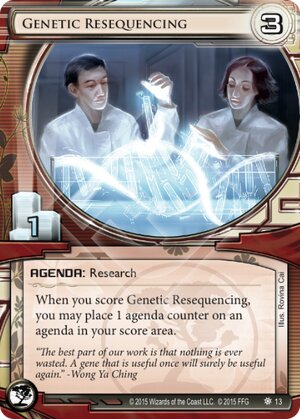 Genetic Resequencing
3
1
AGENDA: Research
When you score Genetic Resequencing,
you may place 1 agenda counter on an
agenda in your score area.
"The best part of our work is that nothing is ever
wasted. A gene that is useful once will surely be useful
again." -Wong Ya Ching
Illus. Rovina Cai
© 2015 Wizards of the Coast LLC. © 2015 FFG
13